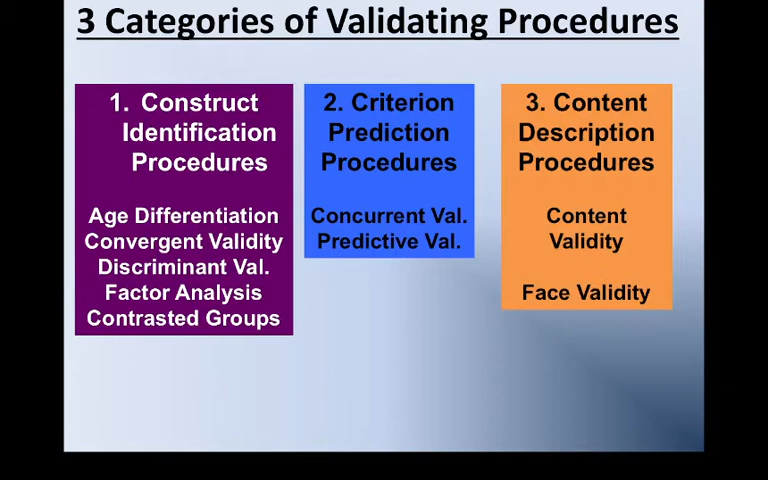 3 Categories of Validating Procedures
1. Construct
Identification
Procedures
Age Differentiation
Convergent Validity
Discriminant Val.
Factor Analysis
Contrasted Groups
2. Criterion
Prediction
Procedures
Concurrent Val.
Predictive Val.
3. Content
Description
Procedures
Content
Validity
Face Validity